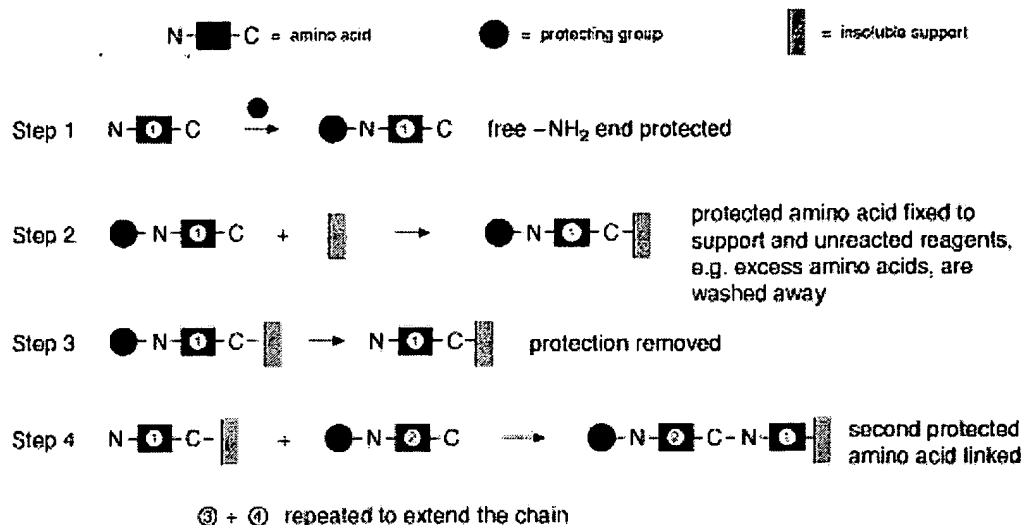 N C = amino acid = protecting group = insoluble support
Step 1 N-①-C → N-①-C free –NH₂ end protected
Step 2 N-①-C + → N-①-C protected amino acid fixed to
support and unreacted reagents,
e.g. excess amino acids, are
washed away
Step 3 N-①-C → N-①-C protection removed
Step 4 N-①-C + N-②-C → N-②-C-N-①- second protected
amino acid linked
③ + ④ repeated to extend the chain